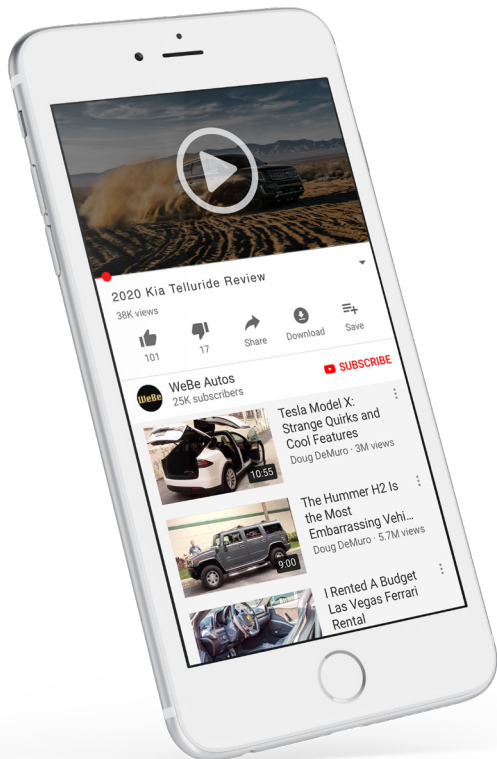 2020 Kia Telluride Review
38K views
101
17
Share
Download
Save
WeBe
WeBe Autos
25K subscribers
SUBSCRIBE
Tesla Model X:
Strange Quirks and
Cool Features
Doug DeMuro · 3M views
10:55
The Hummer H2 Is
the Most
Embarrassing Vehi...
Doug DeMuro · 5.7M views
9:00
I Rented A Budget
Las Vegas Ferrari
Rental